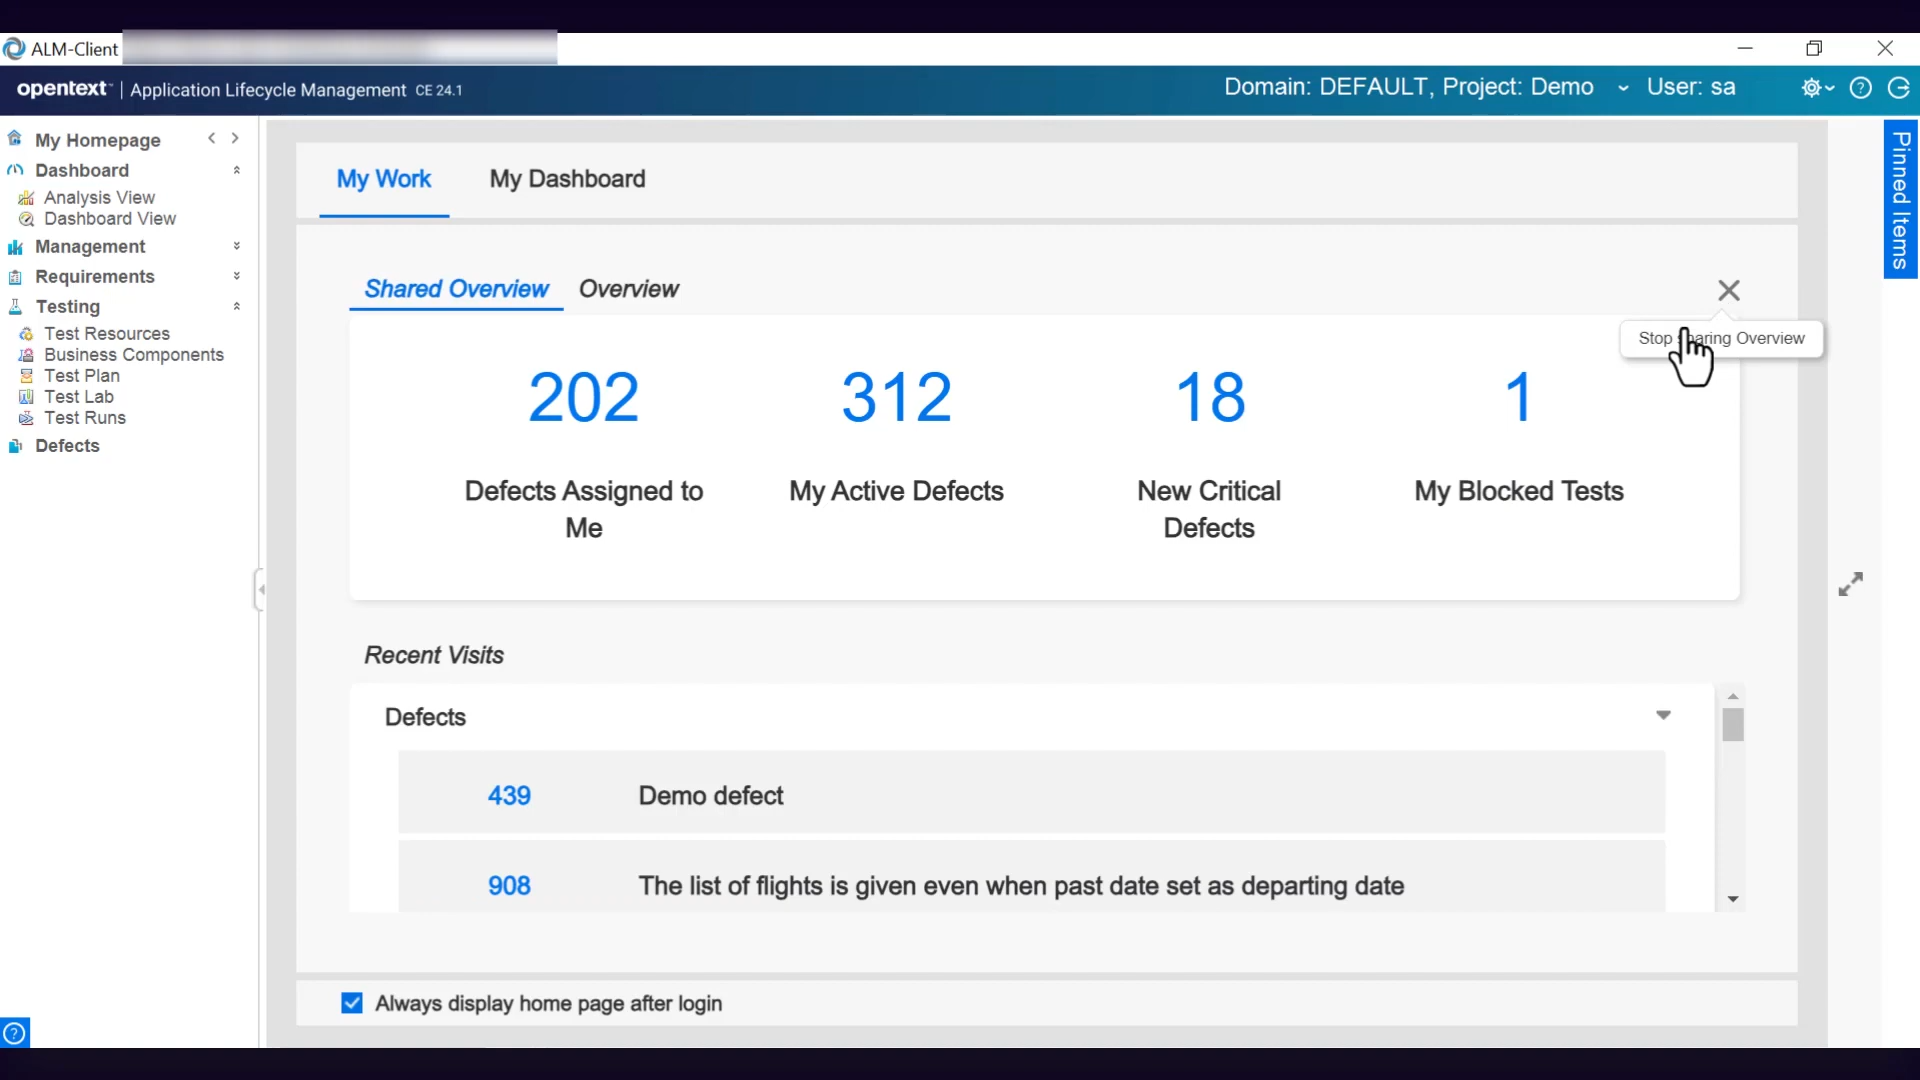 ALM-Client
opentext™ | Application Lifecycle Management CE 24.1
Domain: DEFAULT, Project: Demo
User: sa
My Homepage
Dashboard
Analysis View
Dashboard View
Management
Requirements
Testing
Test Resources
Business Components
Test Plan
Test Lab
Test Runs
Defects
My Work
My Dashboard
Shared Overview
Overview
Stop sharing Overview
202
312
18
1
Defects Assigned to
Me
My Active Defects
New Critical
Defects
My Blocked Tests
Recent Visits
Defects
439 Demo defect
908 The list of flights is given even when past date set as departing date
Always display home page after login
Pinned Items